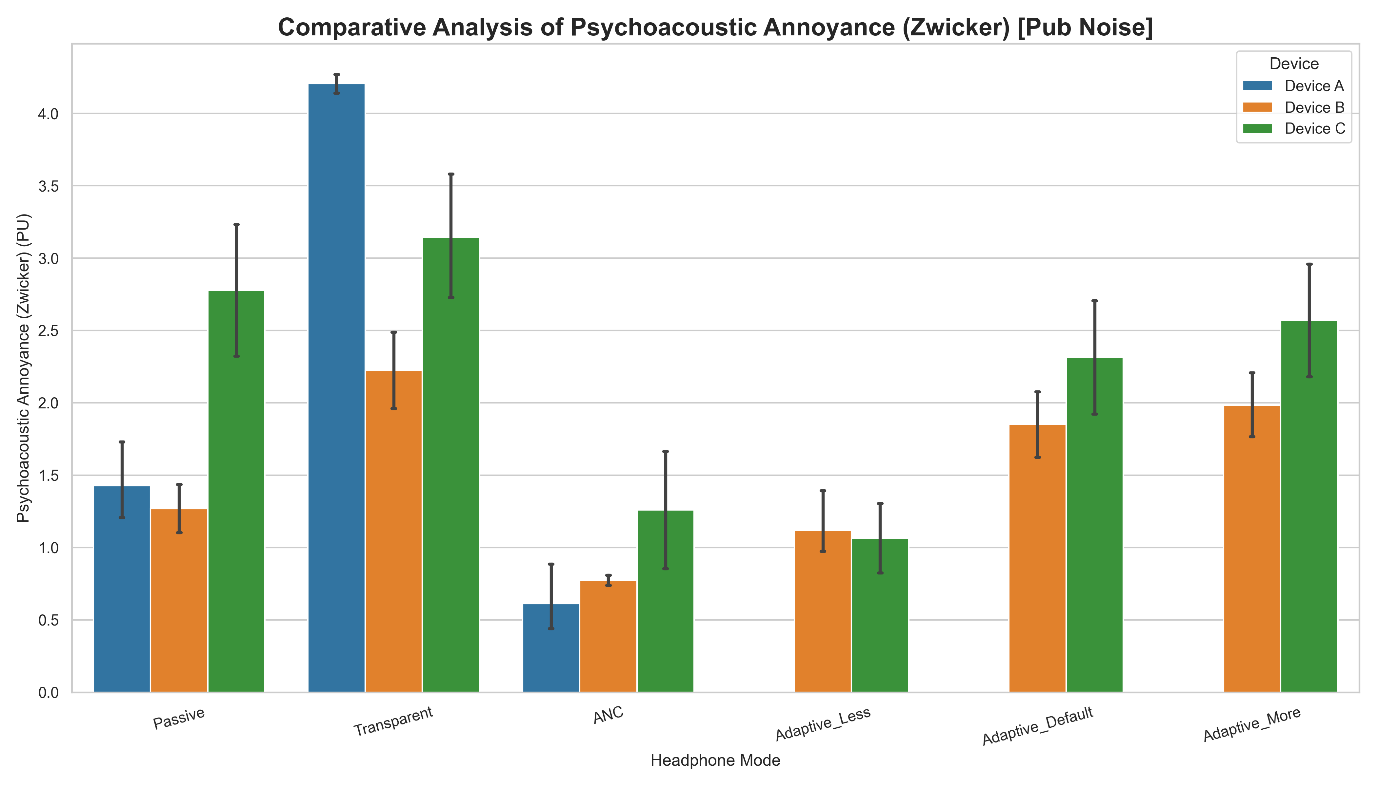 Comparative Analysis of Psychoacoustic Annoyance (Zwicker) [Pub Noise]
Device
Device A
Device B
Device C
Psychoacoustic Annoyance (Zwicker) (PU)
4.0
3.5
3.0
2.5
2.0
1.5
1.0
0.5
0.0
Passive
Transparent
ANC
Adaptive_Less
Adaptive_Default
Adaptive_More
Headphone Mode